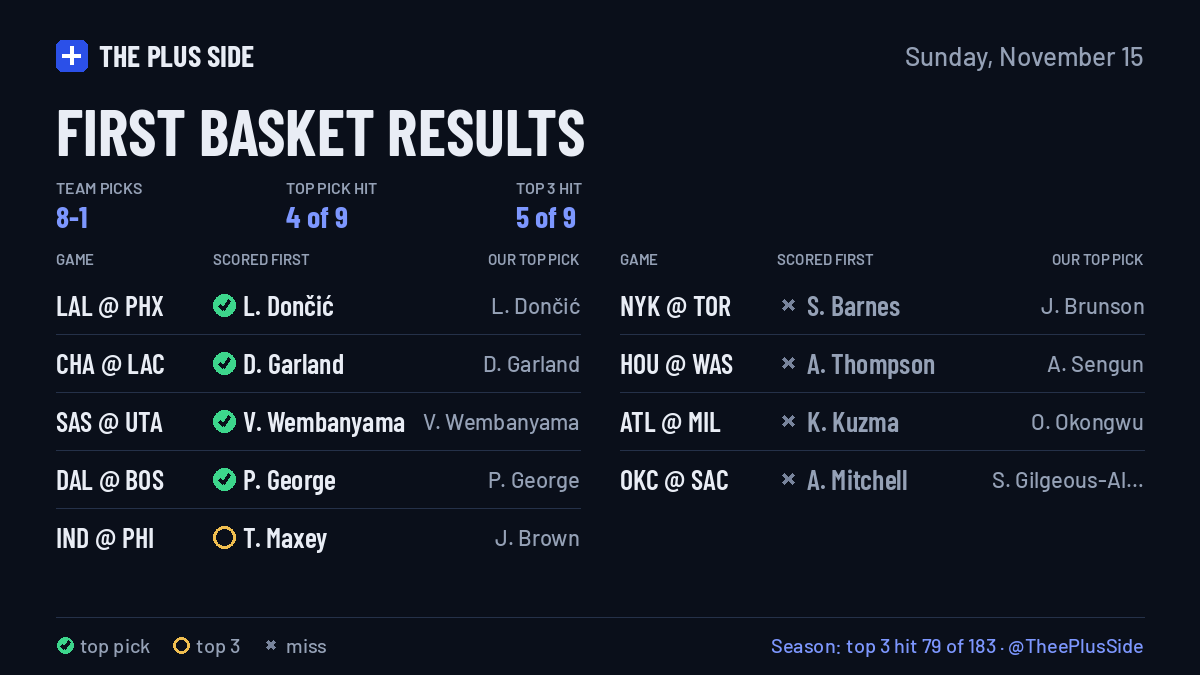 THE PLUS SIDE
Sunday, November 15
FIRST BASKET RESULTS
TEAM PICKS TOP PICK HIT TOP 3 HIT
8-1 4 of 9 5 of 9
GAME SCORED FIRST OUR TOP PICK
LAL @ PHX L. Dončić L. Dončić
CHA @ LAC D. Garland D. Garland
SAS @ UTA V. Wembanyama V. Wembanyama
DAL @ BOS P. George P. George
IND @ PHI T. Maxey J. Brown
GAME SCORED FIRST OUR TOP PICK
NYK @ TOR S. Barnes J. Brunson
HOU @ WAS A. Thompson A. Sengun
ATL @ MIL K. Kuzma O. Okongwu
OKC @ SAC A. Mitchell S. Gilgeous-Al...
top pick top 3 miss
Season: top 3 hit 79 of 183 · @TheePlusSide